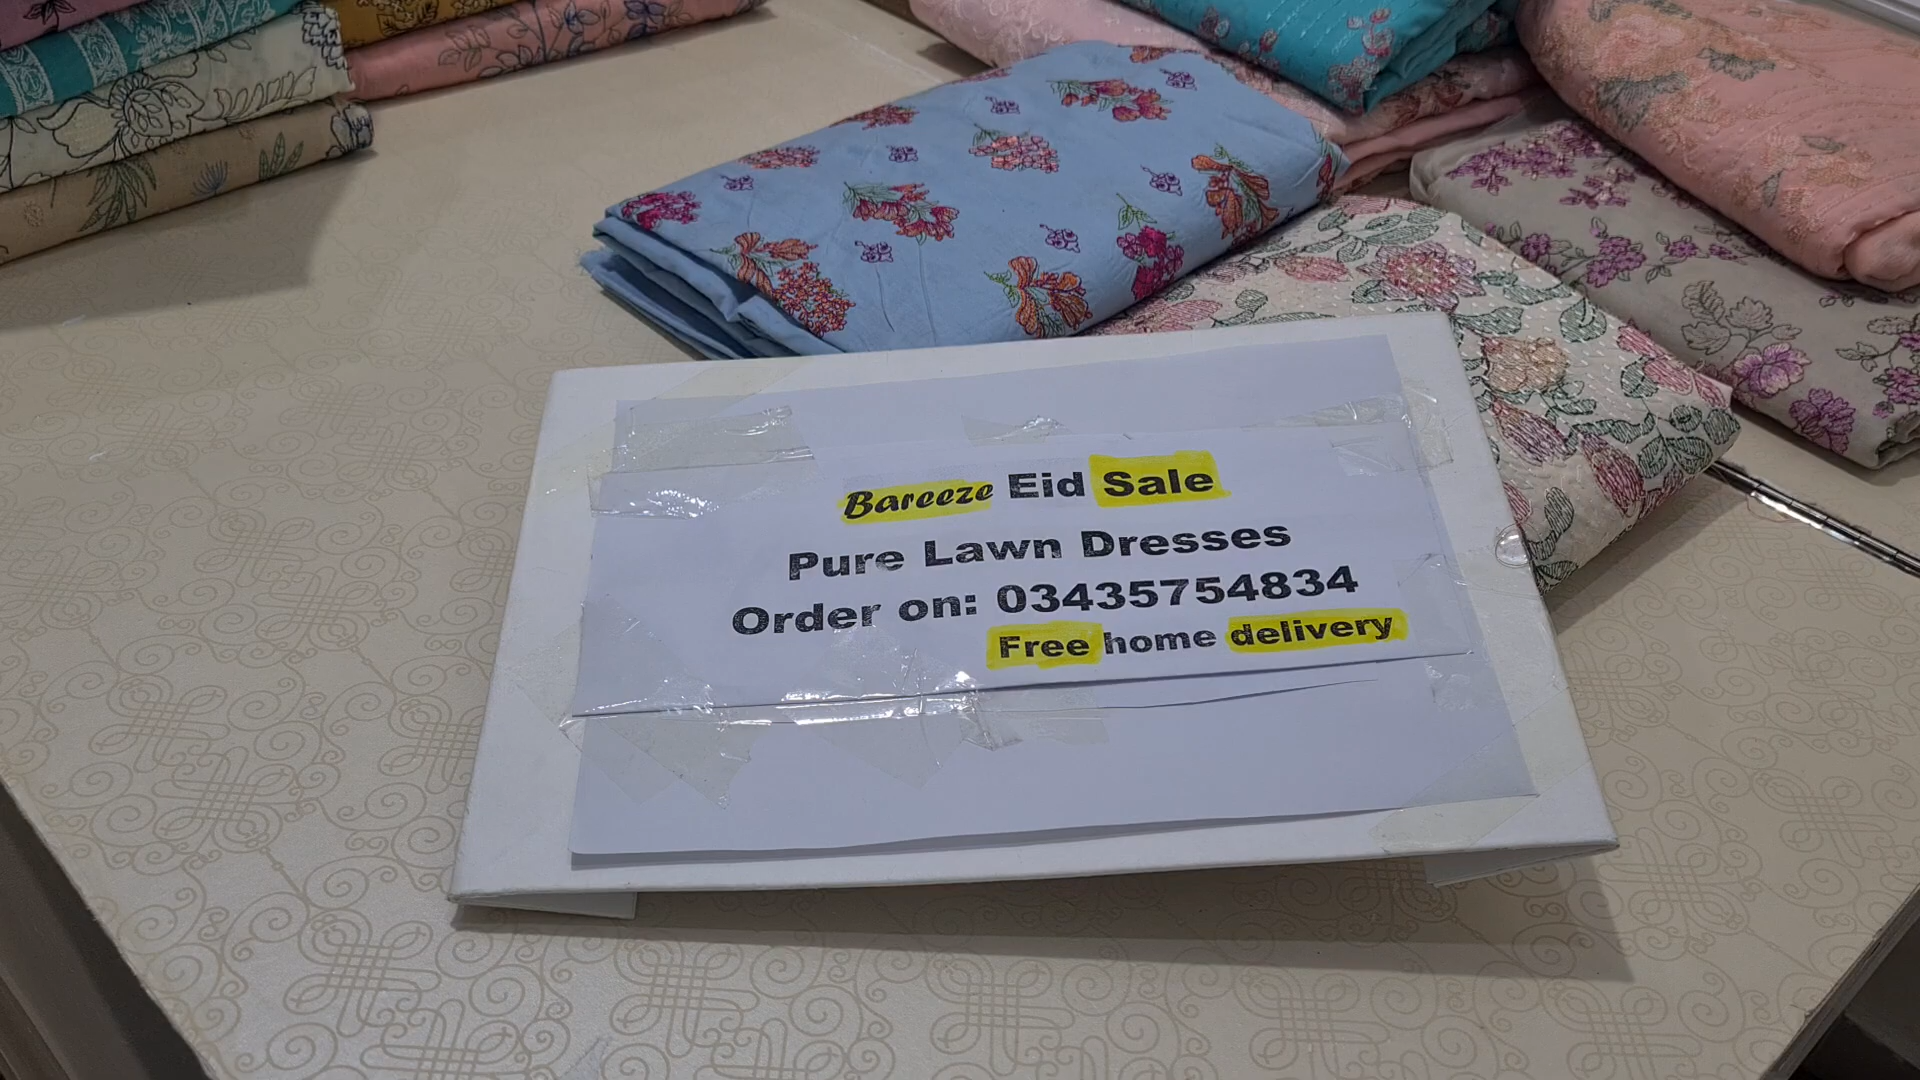 Bareeze Eid Sale
Pure Lawn Dresses
Order on: 03435754834
Free home delivery